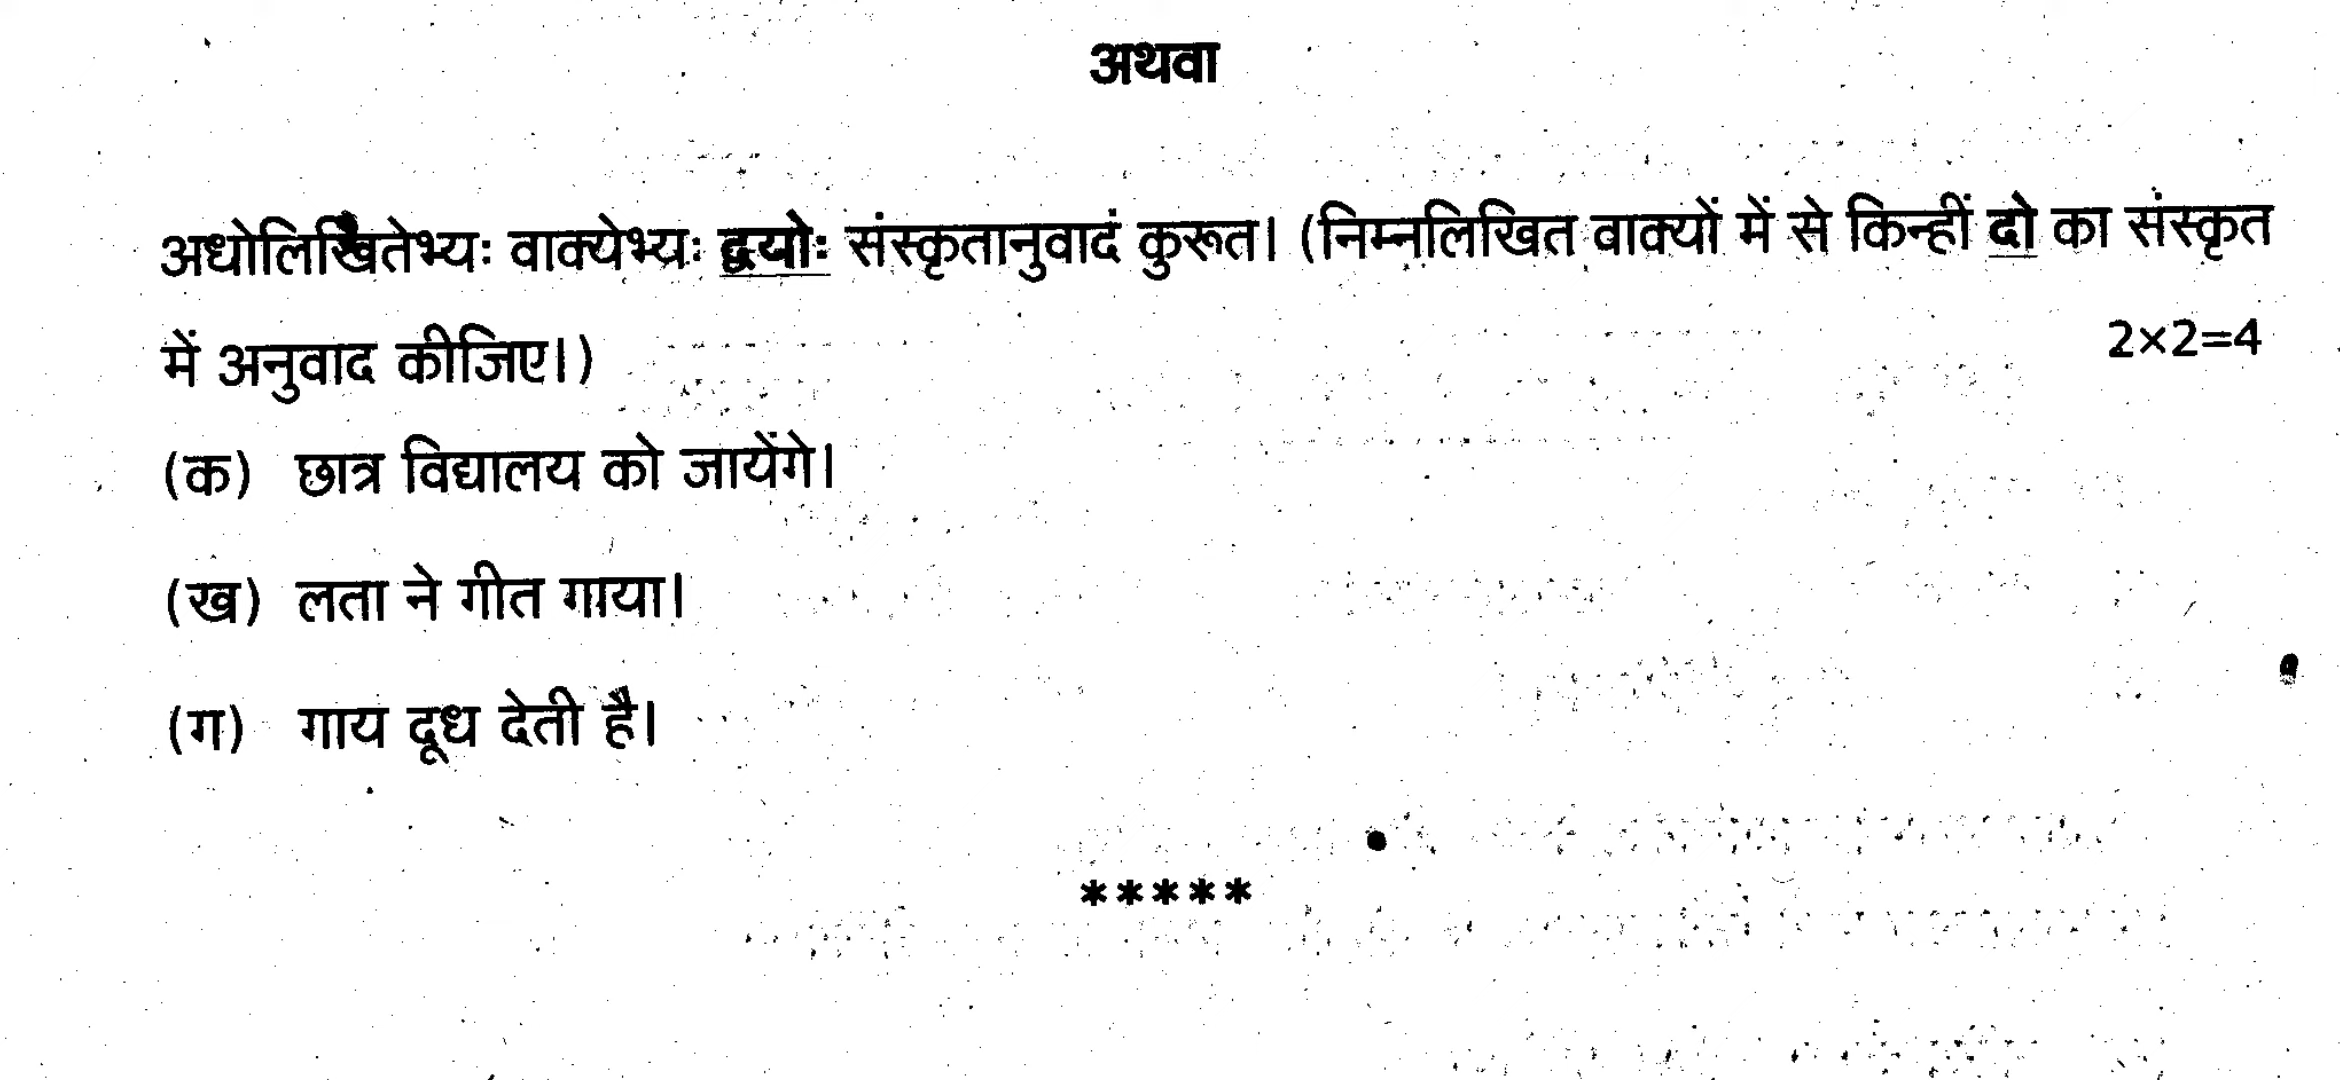 अथवा
अधोलिखितेभ्यः वाक्येभ्यः द्वयोः संस्कृतानुवादं कुरूत। (निम्नलिखित वाक्यों में से किन्हीं दो का संस्कृत
में अनुवाद कीजिए।) 2×2=4
(क) छात्र विद्यालय को जायेंगे।
(ख) लता ने गीत गाया।
(ग) गाय दूध देती है।
*****